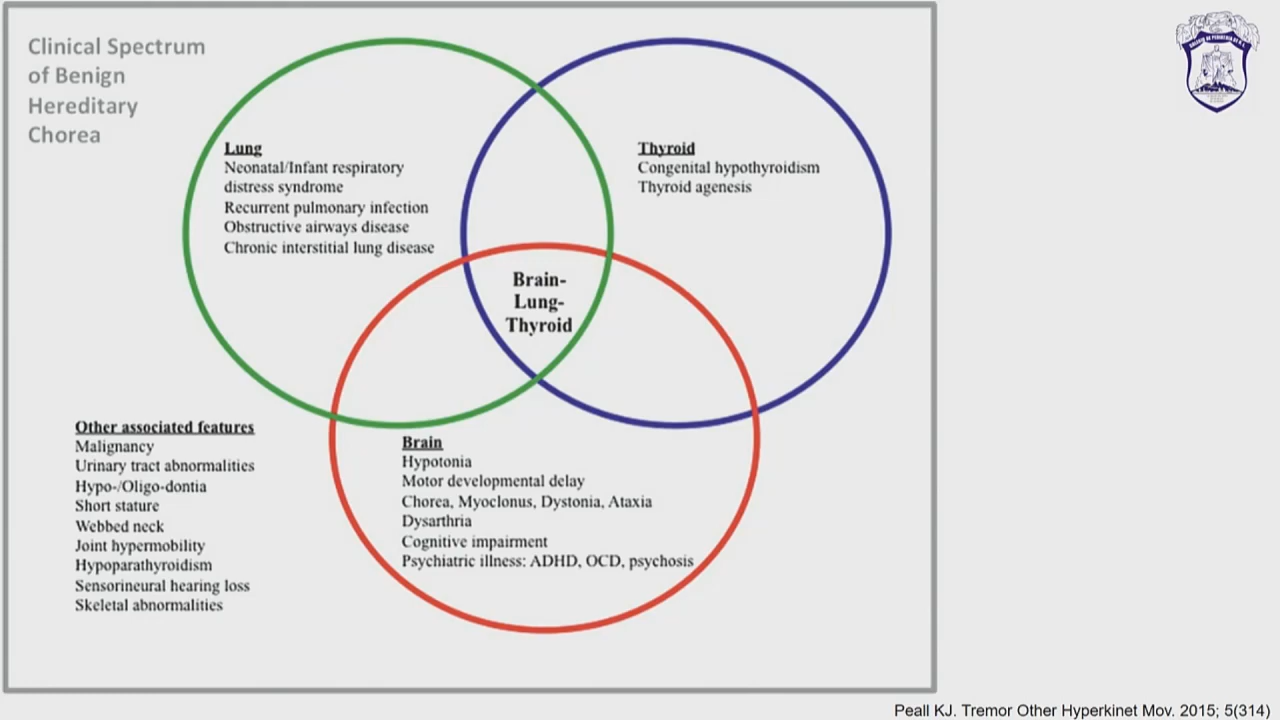 Clinical Spectrum
of Benign
Hereditary
Chorea
Lung
Neonatal/Infant respiratory
distress syndrome
Recurrent pulmonary infection
Obstructive airways disease
Chronic interstitial lung disease
Thyroid
Congenital hypothyroidism
Thyroid agenesis
Brain-
Lung-
Thyroid
Other associated features
Malignancy
Urinary tract abnormalities
Hypo-/Oligo-dontia
Short stature
Webbed neck
Joint hypermobility
Hypoparathyroidism
Sensorineural hearing loss
Skeletal abnormalities
Brain
Hypotonia
Motor developmental delay
Chorea, Myoclonus, Dystonia, Ataxia
Dysarthria
Cognitive impairment
Psychiatric illness: ADHD, OCD, psychosis
Peall KJ. Tremor Other Hyperkinet Mov. 2015; 5(314)